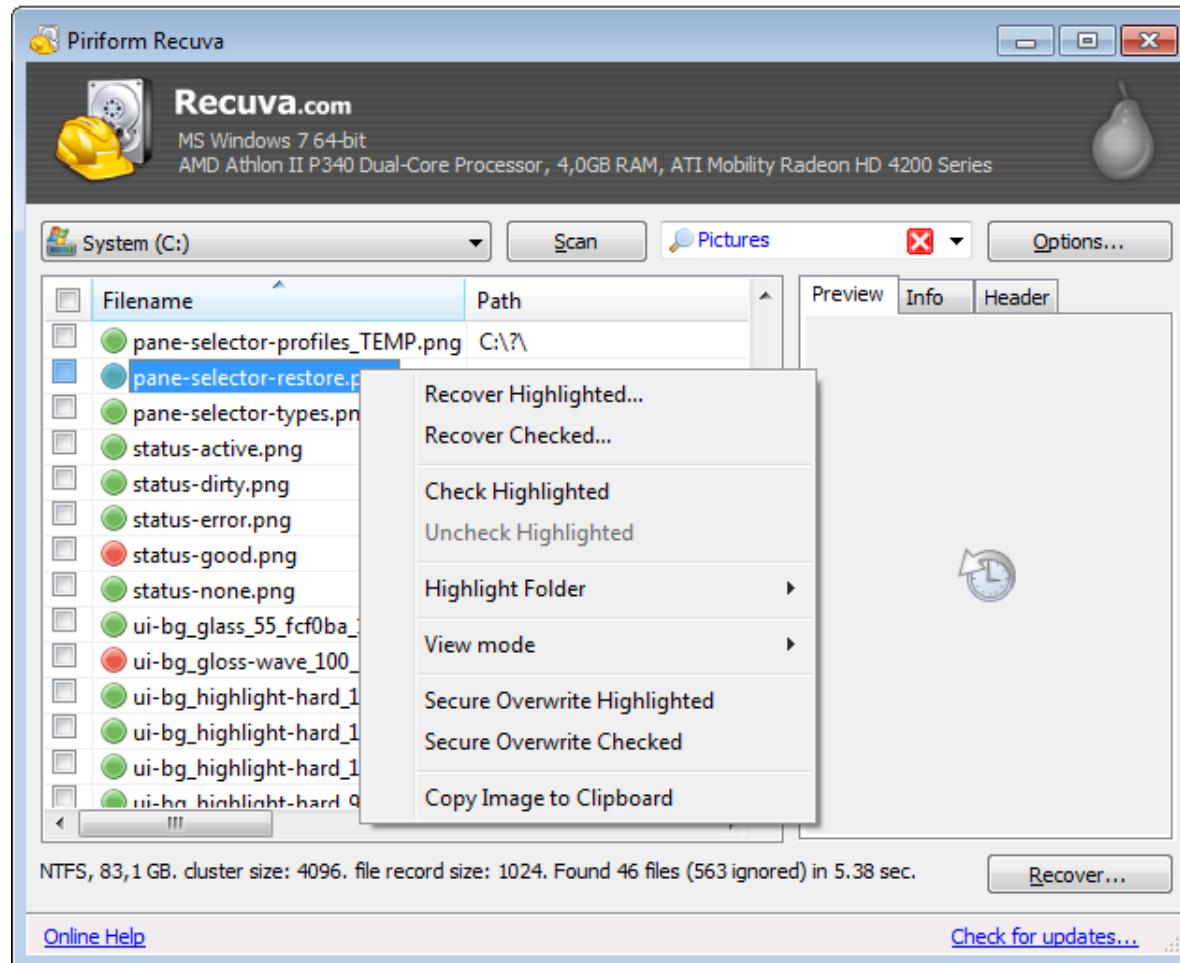 Piriform Recuva
Recuva.com
MS Windows 7 64-bit
AMD Athlon II P340 Dual-Core Processor, 4,0GB RAM, ATI Mobility Radeon HD 4200 Series
System (C:) Scan Pictures Options...
Filename Path
Preview Info Header
pane-selector-profiles_TEMP.png C:\?\
pane-selector-restore.p
pane-selector-types.pn
status-active.png
status-dirty.png
status-error.png
status-good.png
status-none.png
ui-bg_glass_55_fcf0ba_
ui-bg_gloss-wave_100_
ui-bg_highlight-hard_1
ui-bg_highlight-hard_1
ui-bg_highlight-hard_1
ui-bg_highlight-hard_9
Recover Highlighted...
Recover Checked...
Check Highlighted
Uncheck Highlighted
Highlight Folder
View mode
Secure Overwrite Highlighted
Secure Overwrite Checked
Copy Image to Clipboard
NTFS, 83,1 GB. cluster size: 4096. file record size: 1024. Found 46 files (563 ignored) in 5.38 sec.
Recover...
Online Help Check for updates...